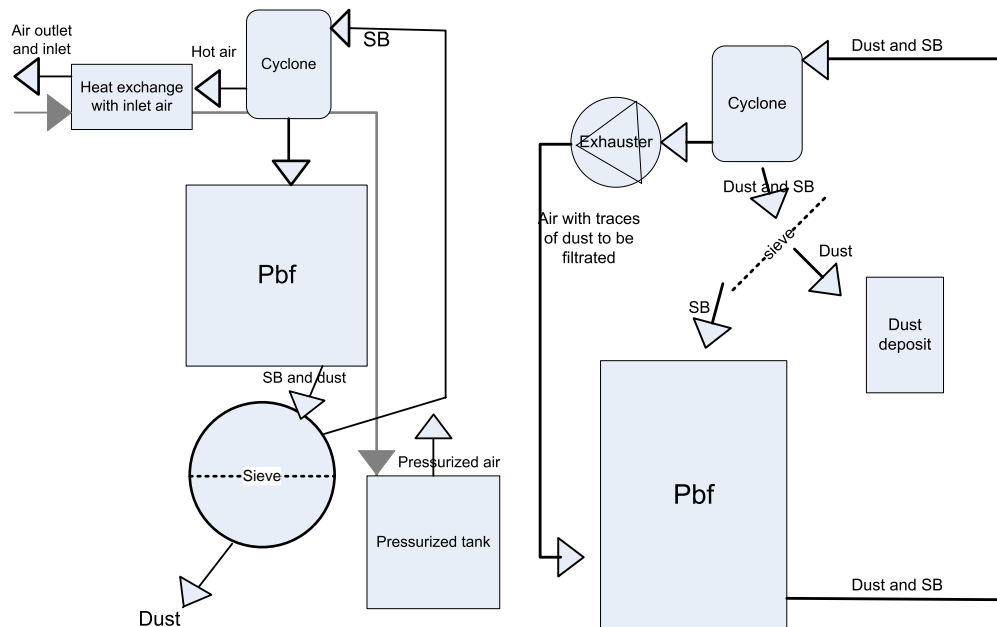 Air outlet
and inlet
Hot air
Cyclone
SB
Heat exchange
with inlet air
Pbf
SB and dust
Sieve
Pressurized air
Pressurized tank
Dust
Dust and SB
Cyclone
Exhauster
Dust and SB
Air with traces
of dust to be
filtrated
sieve
Dust
SB
Dust
deposit
Pbf
Dust and SB